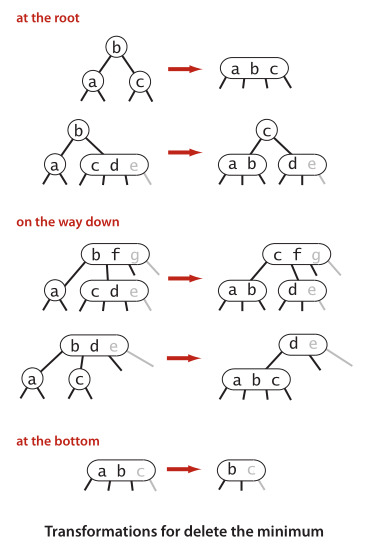 at the root
b
a c
a b c
b
a c d e
c
a b d e
on the way down
b f g
a c d e
c f g
a b d e
b d e
a c
d e
a b c
at the bottom
a b c
b c
Transformations for delete the minimum